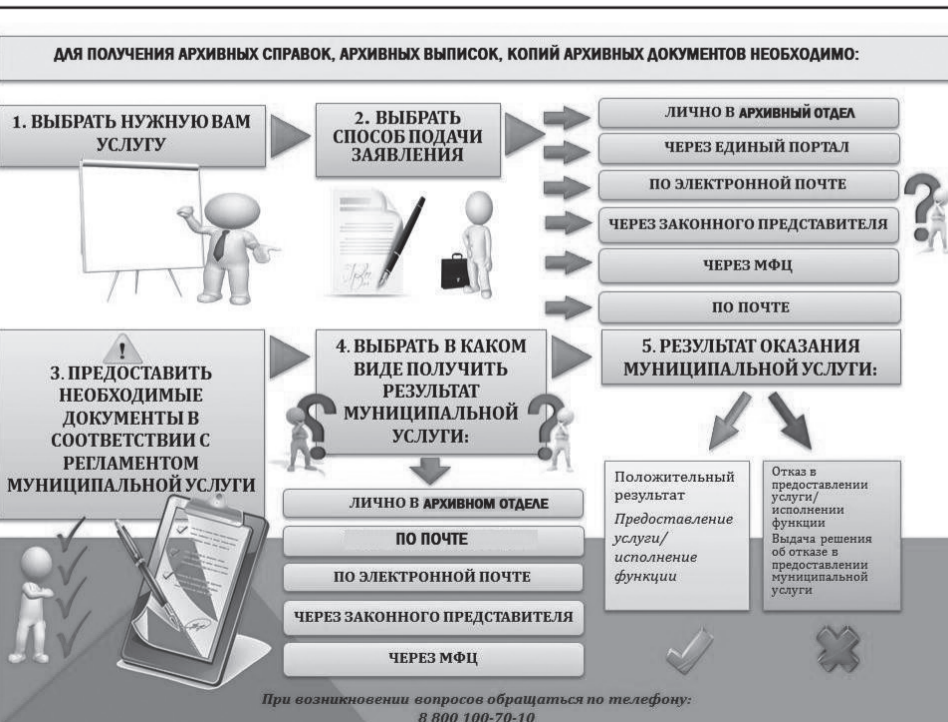 ДЛЯ ПОЛУЧЕНИЯ АРХИВНЫХ СПРАВОК, АРХИВНЫХ ВЫПИСОК, КОПИЙ АРХИВНЫХ ДОКУМЕНТОВ НЕОБХОДИМО:
1. ВЫБРАТЬ НУЖНУЮ ВАМ
УСЛУГУ
2. ВЫБРАТЬ
СПОСОБ ПОДАЧИ
ЗАЯВЛЕНИЯ
ЛИЧНО В АРХИВНЫЙ ОТДЕЛ
ЧЕРЕЗ ЕДИНЫЙ ПОРТАЛ
ПО ЭЛЕКТРОННОЙ ПОЧТЕ
ЧЕРЕЗ ЗАКОННОГО ПРЕДСТАВИТЕЛЯ
ЧЕРЕЗ МФЦ
ПО ПОЧТЕ
3. ПРЕДОСТАВИТЬ
НЕОБХОДИМЫЕ
ДОКУМЕНТЫ В
СООТВЕТСТВИИ С
РЕГЛАМЕНТОМ
МУНИЦИПАЛЬНОЙ УСЛУГИ
4. ВЫБРАТЬ В КАКОМ
ВИДЕ ПОЛУЧИТЬ
РЕЗУЛЬТАТ
МУНИЦИПАЛЬНОЙ
УСЛУГИ:
ЛИЧНО В АРХИВНОМ ОТДЕЛЕ
ПО ПОЧТЕ
ПО ЭЛЕКТРОННОЙ ПОЧТЕ
ЧЕРЕЗ ЗАКОННОГО ПРЕДСТАВИТЕЛЯ
ЧЕРЕЗ МФЦ
5. РЕЗУЛЬТАТ ОКАЗАНИЯ
МУНИЦИПАЛЬНОЙ УСЛУГИ:
Положительный
результат
Предоставление
услуги/
исполнение
функции
Отказ в
предоставлении
услуги/
исполнении
функции
Выдача решения
об отказе в
предоставлении
муниципальной
услуги
При возникновении вопросов обращаться по телефону:
8 800 100-70-10